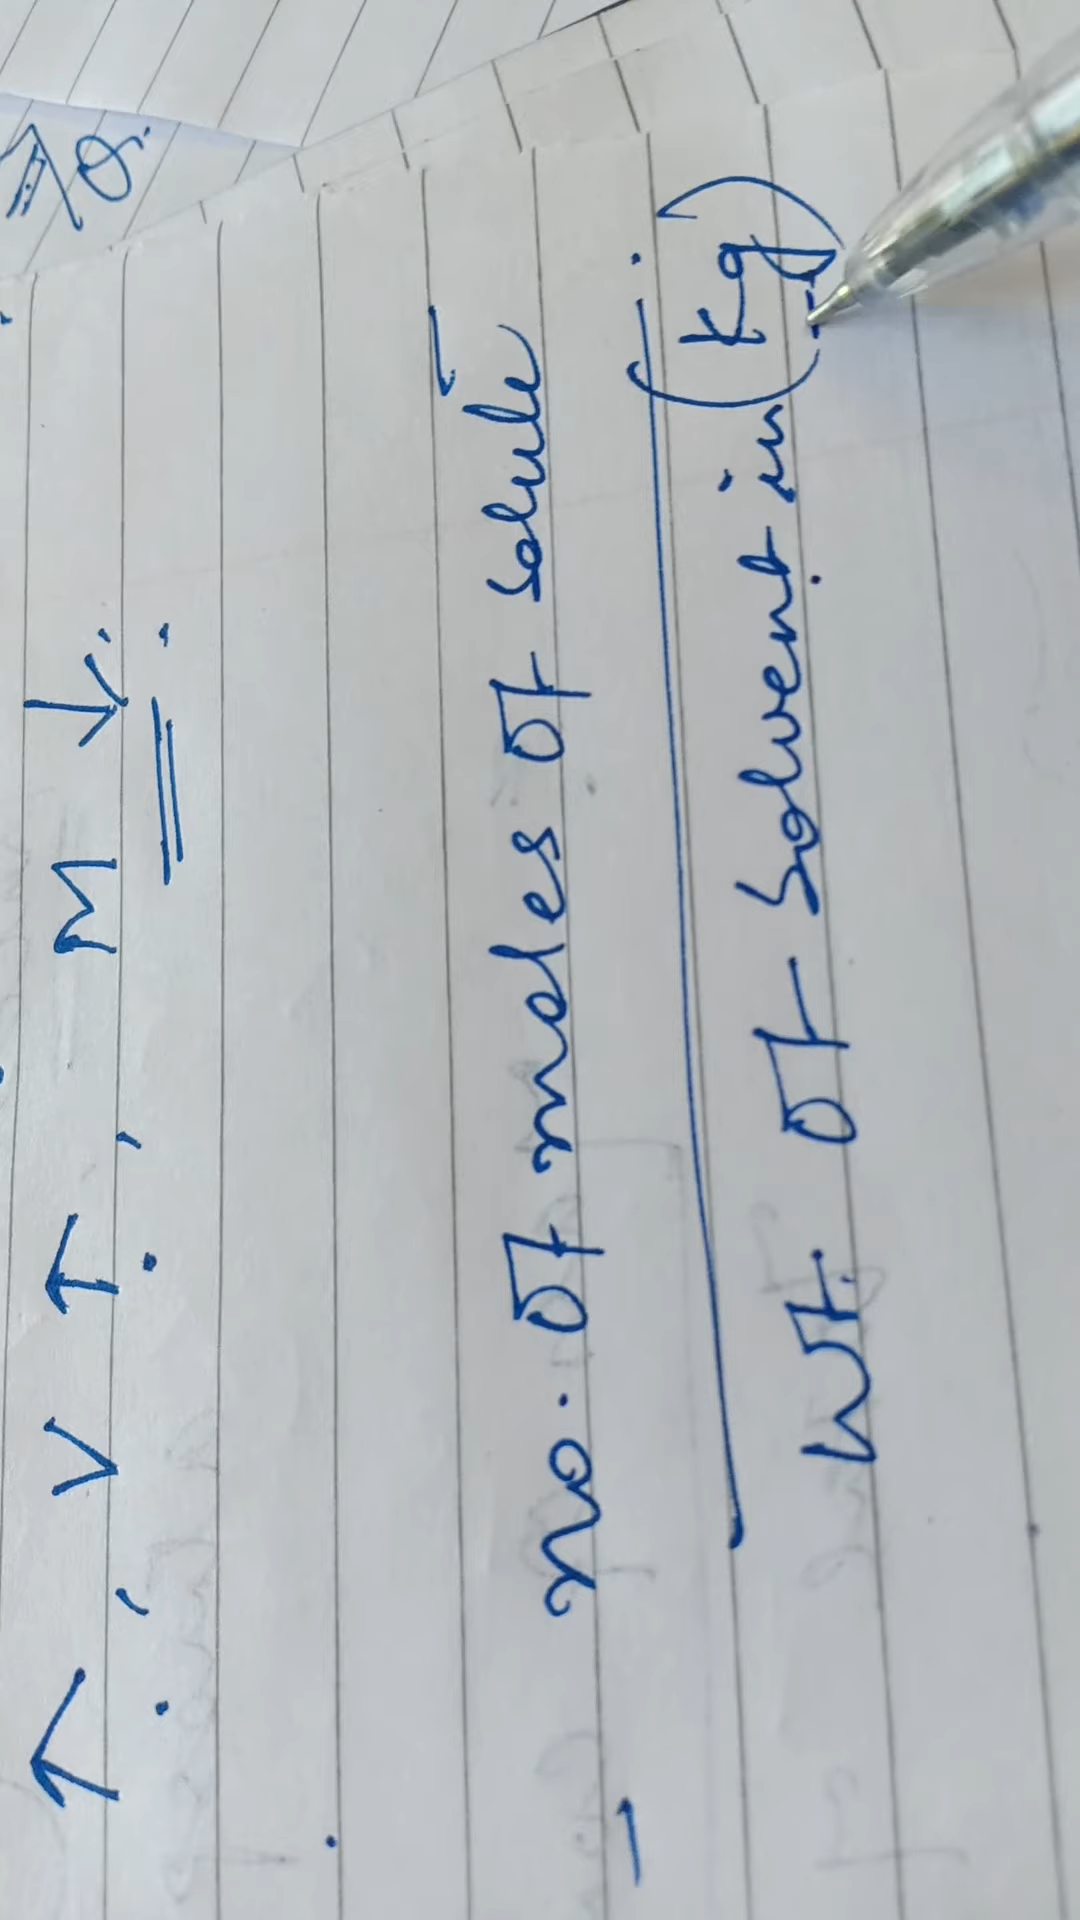 ↑, V ↑, M ↓
no. of moles of solute
Wt. of solvent in (kg)